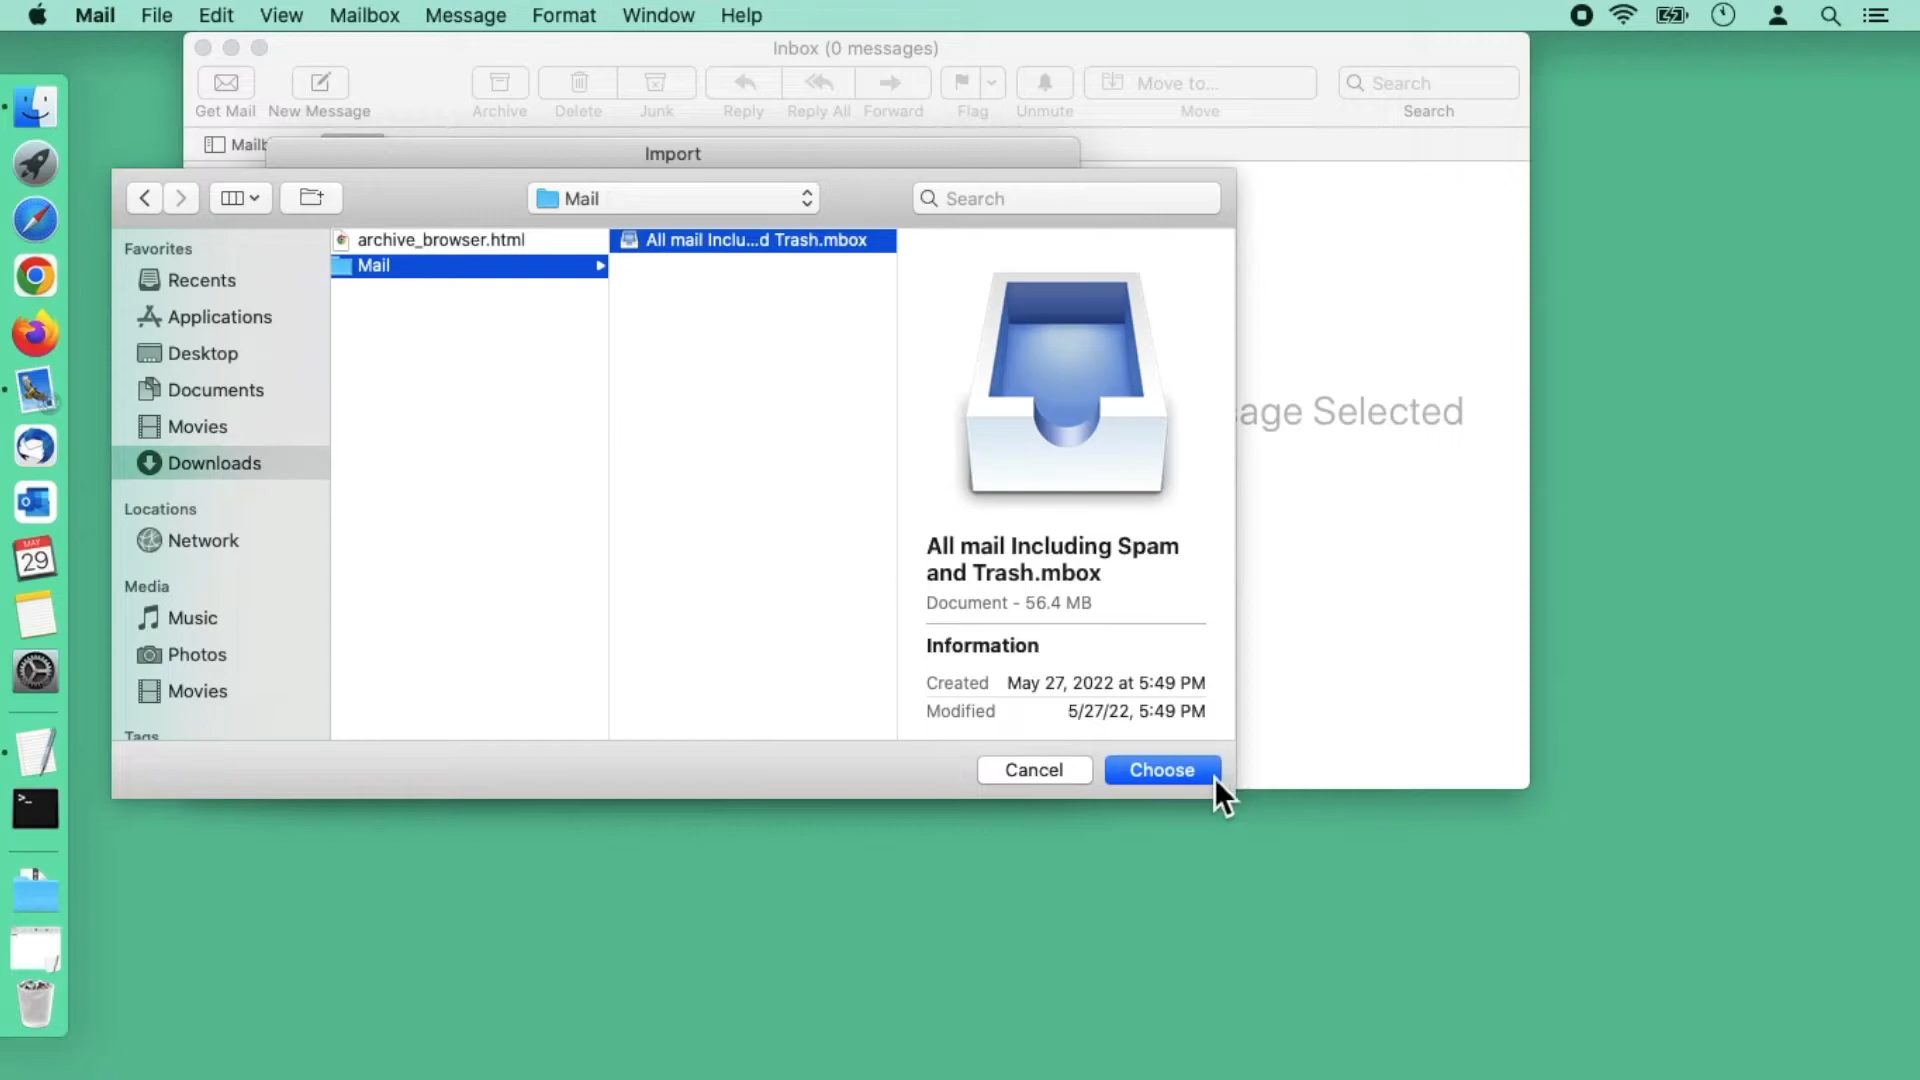 Mail File Edit View Mailbox Message Format Window Help
Inbox (0 messages)
Move to...
Search
Get Mail New Message Archive Delete Junk Reply Reply All Forward Flag Unmute Move Search
Import
Mail
Search
Favorites
Recents
Applications
Desktop
Documents
Movies
Downloads
Locations
Network
Media
Music
Photos
Movies
Tags
archive_browser.html
Mail
All mail Inclu...d Trash.mbox
All mail Including Spam
and Trash.mbox
Document - 56.4 MB
Information
Created May 27, 2022 at 5:49 PM
Modified 5/27/22, 5:49 PM
Selected
Cancel Choose
MAY
29